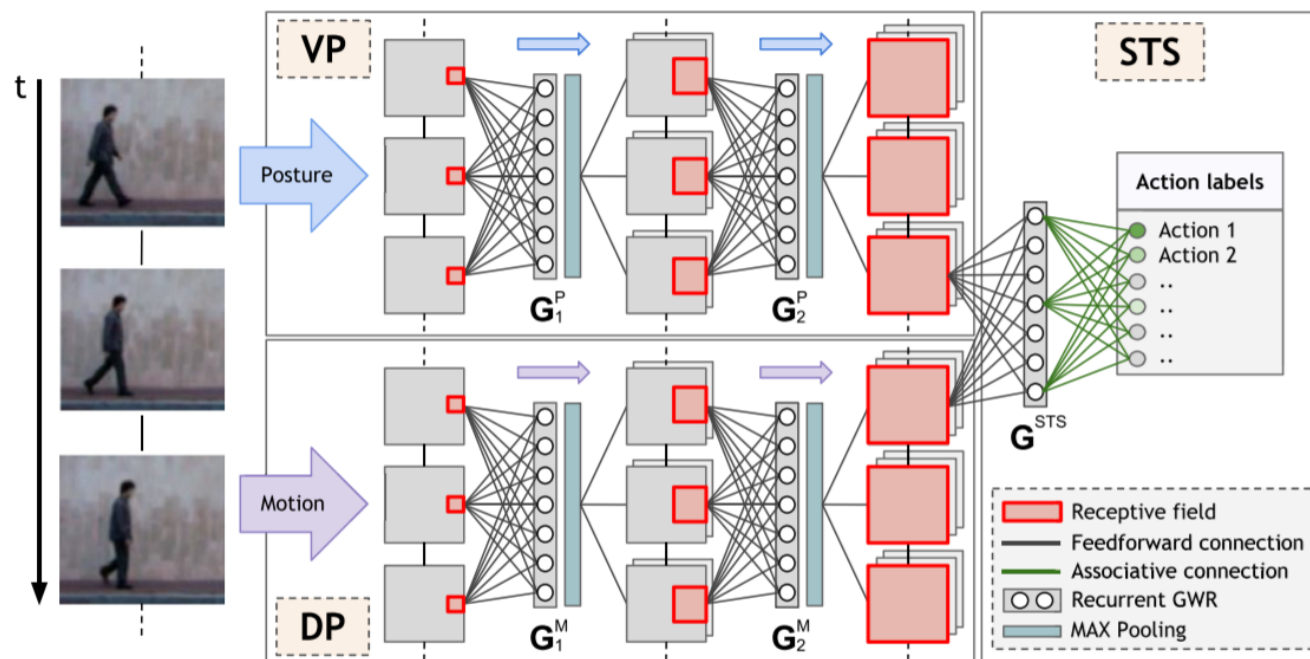 t
VP
Posture
G₁ᴾ
G₂ᴾ
STS
Action labels
Action 1
Action 2
..
..
..
..
Gˢᵀˢ
Motion
DP
G₁ᴹ
G₂ᴹ
Receptive field
Feedforward connection
Associative connection
Recurrent GWR
MAX Pooling